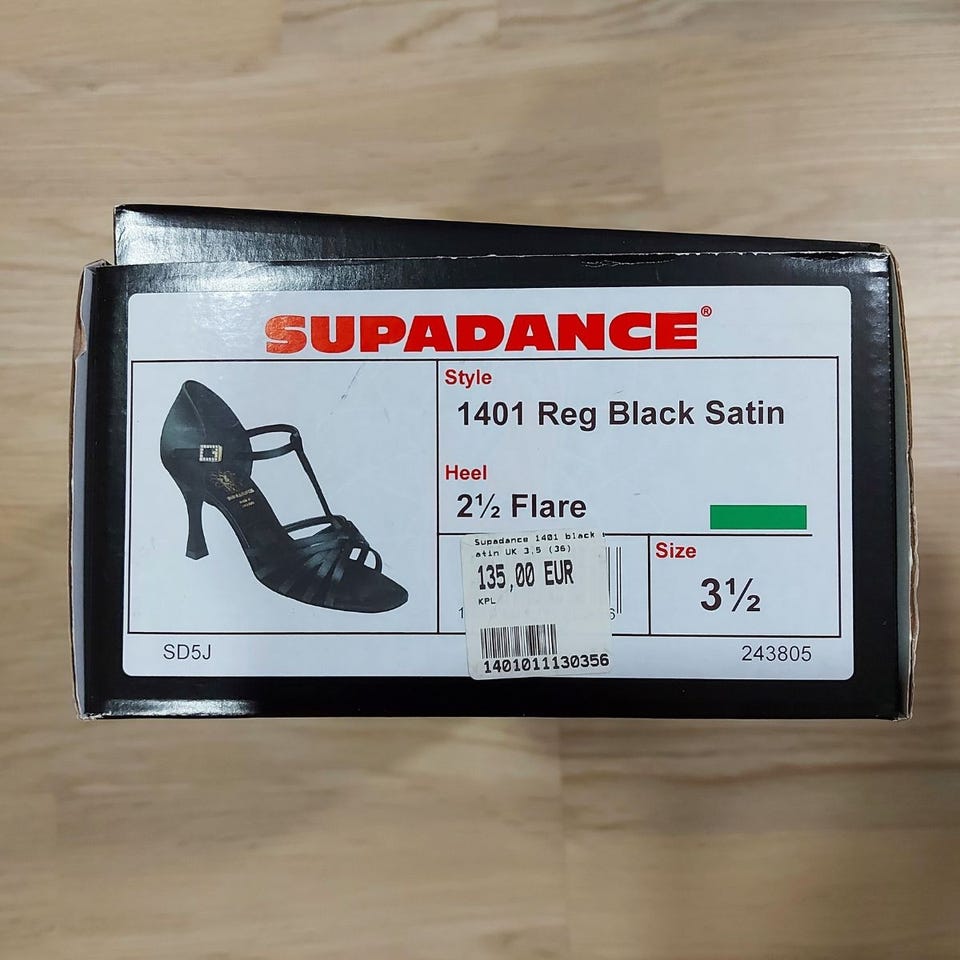 SUPADANCE®
Style
1401 Reg Black Satin
Heel
2½ Flare
Supadance 1401 black s
atin UK 3,5 (36)
135,00 EUR
KPL
1401011130356
Size
3½
SD5J
243805
SUPADANCE